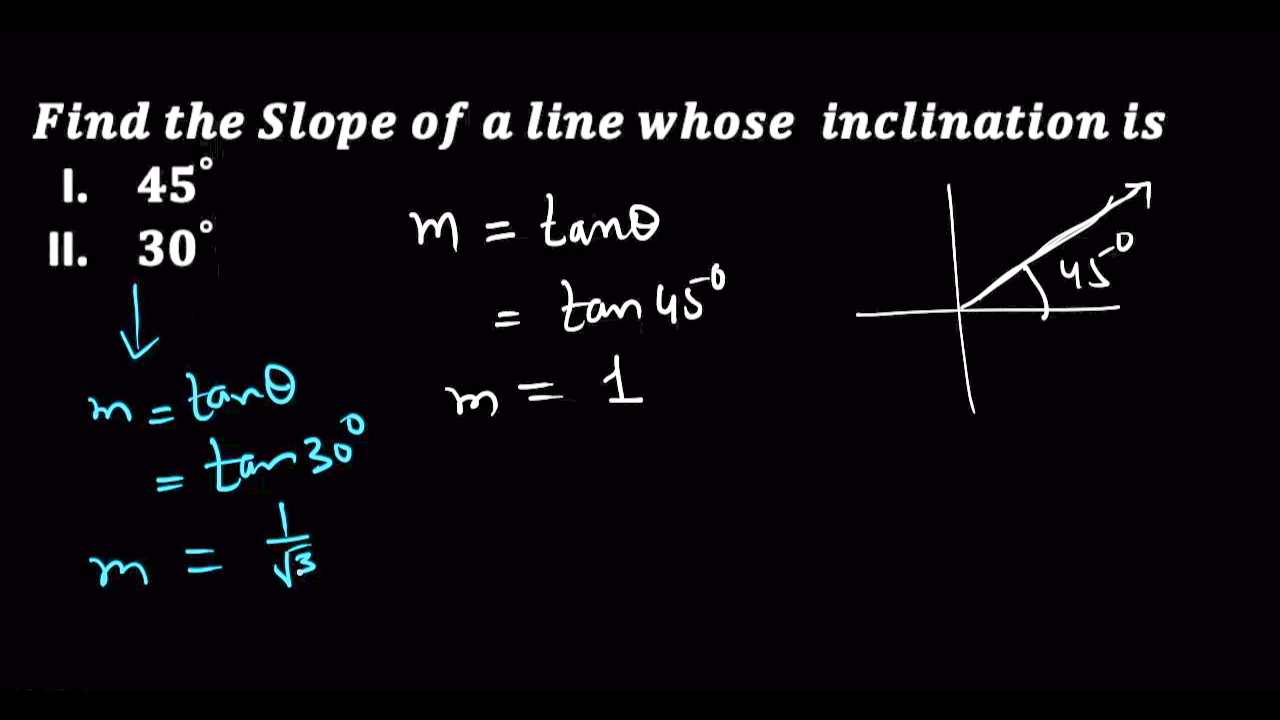 Find the Slope of a line whose inclination is
I. 45°
II. 30°
m = tanθ
= tan 45°
m = 1
45°
m = tanθ
= tan 30°
m = 1/√3